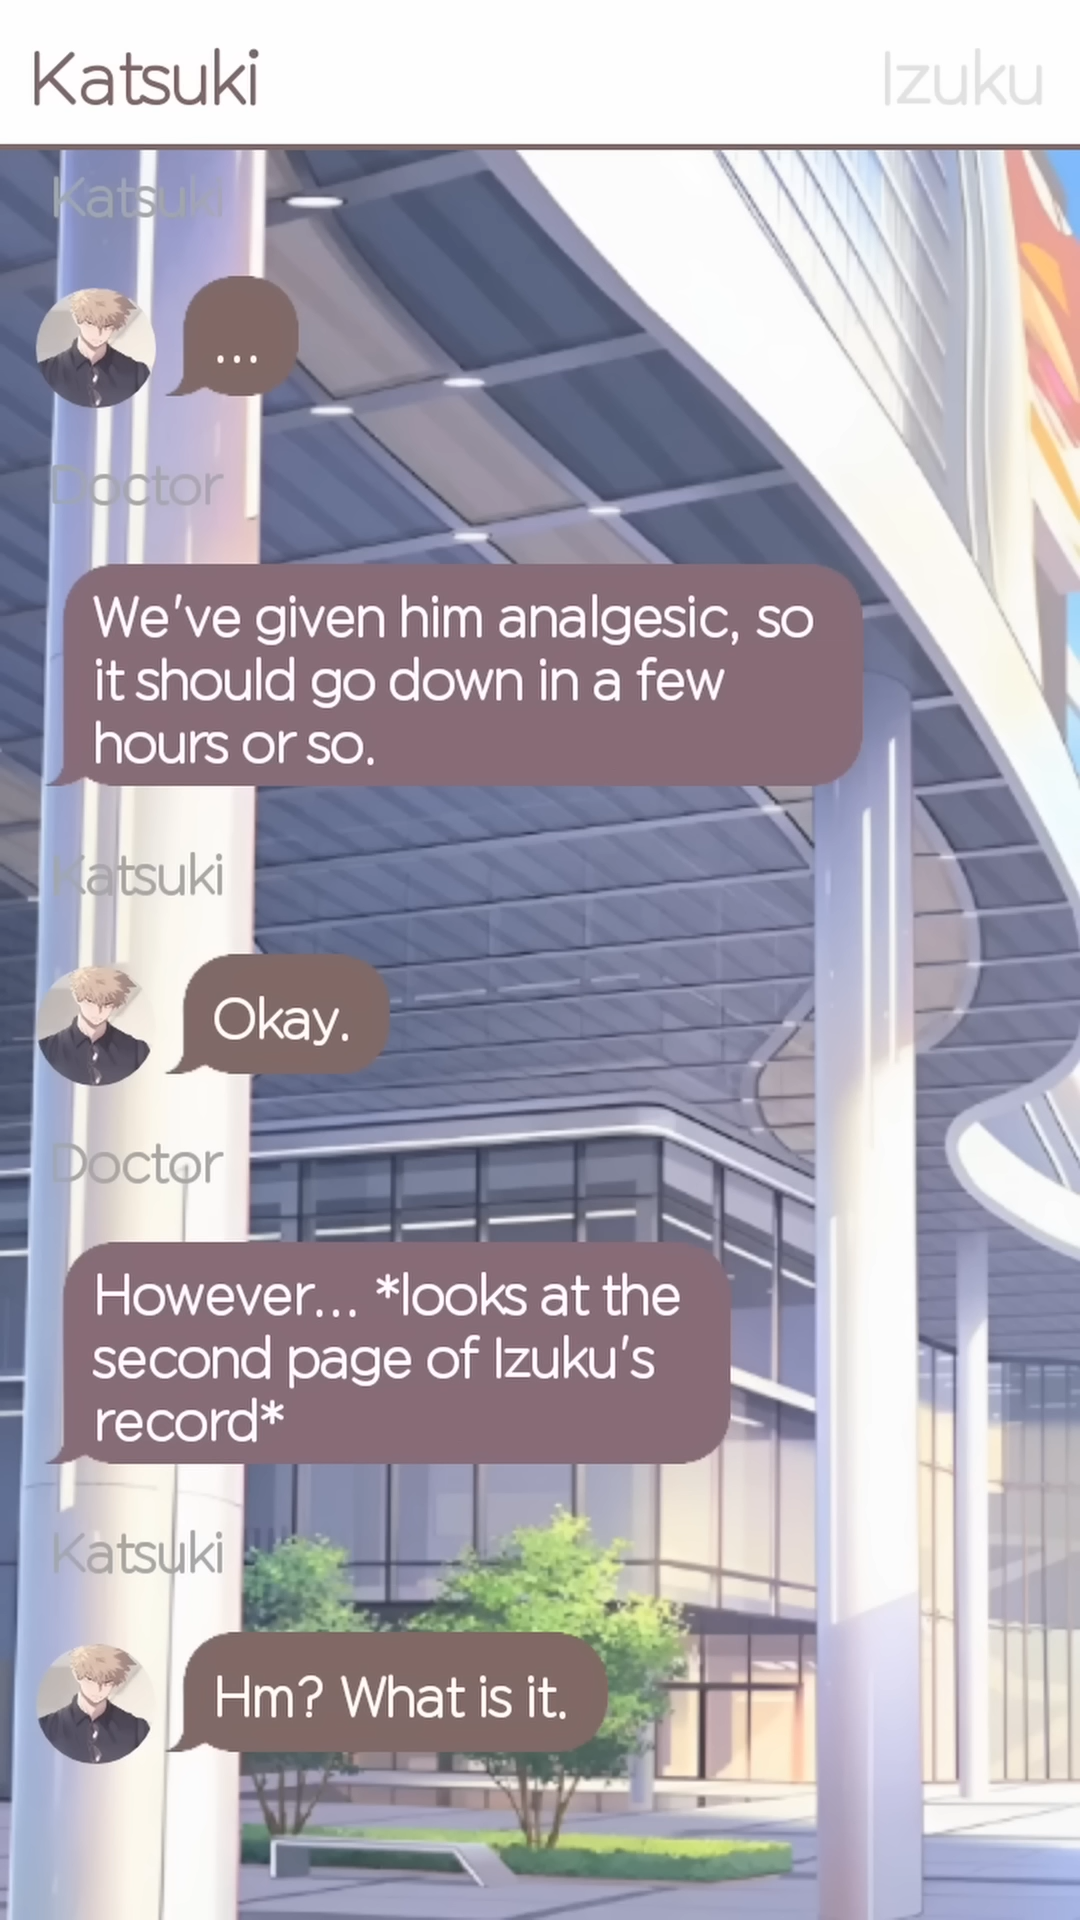 Katsuki
Izuku
Katsuki
...
Doctor
We've given him analgesic, so
it should go down in a few
hours or so.
Katsuki
Okay.
Doctor
However... *looks at the
second page of Izuku's
record*
Katsuki
Hm? What is it.